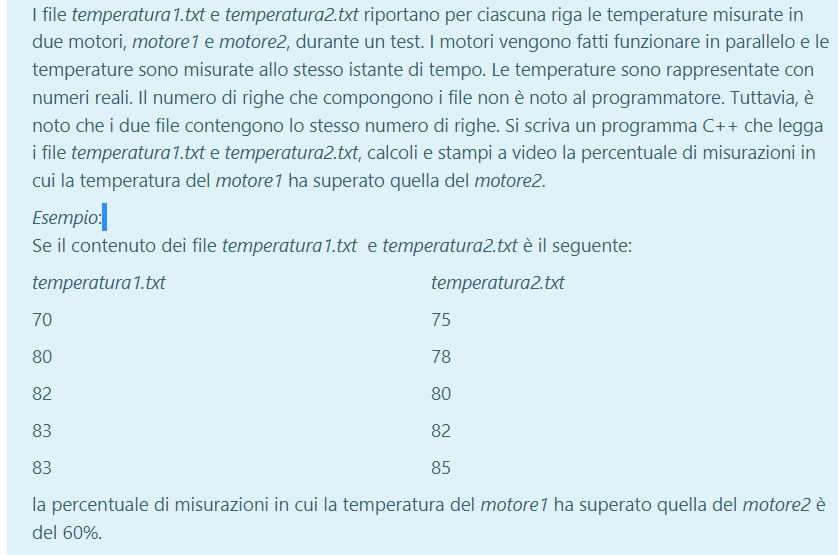 I file temperatura1.txt e temperatura2.txt riportano per ciascuna riga le temperature misurate in
due motori, motore1 e motore2, durante un test. I motori vengono fatti funzionare in parallelo e le
temperature sono misurate allo stesso istante di tempo. Le temperature sono rappresentate con
numeri reali. Il numero di righe che compongono i file non è noto al programmatore. Tuttavia, è
noto che i due file contengono lo stesso numero di righe. Si scriva un programma C++ che legga
i file temperatura1.txt e temperatura2.txt, calcoli e stampi a video la percentuale di misurazioni in
cui la temperatura del motore1 ha superato quella del motore2.
Esempio:
Se il contenuto dei file temperatura1.txt e temperatura2.txt è il seguente:
temperatura1.txt temperatura2.txt
70 75
80 78
82 80
83 82
83 85
la percentuale di misurazioni in cui la temperatura del motore1 ha superato quella del motore2 è
del 60%.